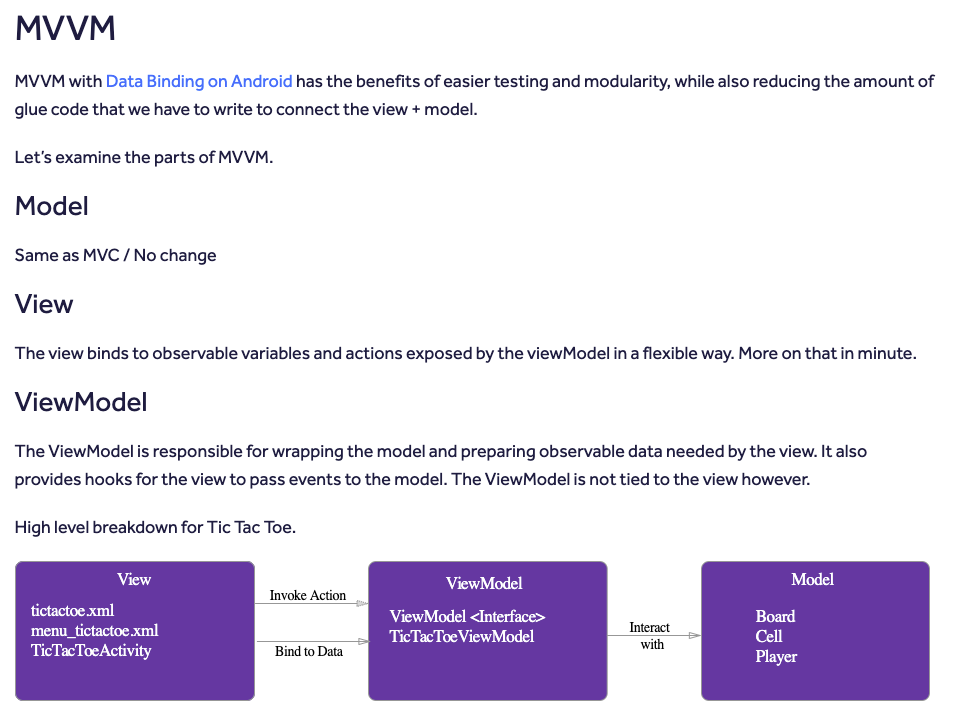 MVVM
MVVM with Data Binding on Android has the benefits of easier testing and modularity, while also reducing the amount of
glue code that we have to write to connect the view + model.
Let's examine the parts of MVVM.
Model
Same as MVC / No change
View
The view binds to observable variables and actions exposed by the viewModel in a flexible way. More on that in minute.
ViewModel
The ViewModel is responsible for wrapping the model and preparing observable data needed by the view. It also
provides hooks for the view to pass events to the model. The ViewModel is not tied to the view however.
High level breakdown for Tic Tac Toe.
View
tictactoe.xml
menu_tictactoe.xml
TicTacToeActivity
Invoke Action
Bind to Data
ViewModel
ViewModel <Interface>
TicTacToeViewModel
Interact
with
Model
Board
Cell
Player